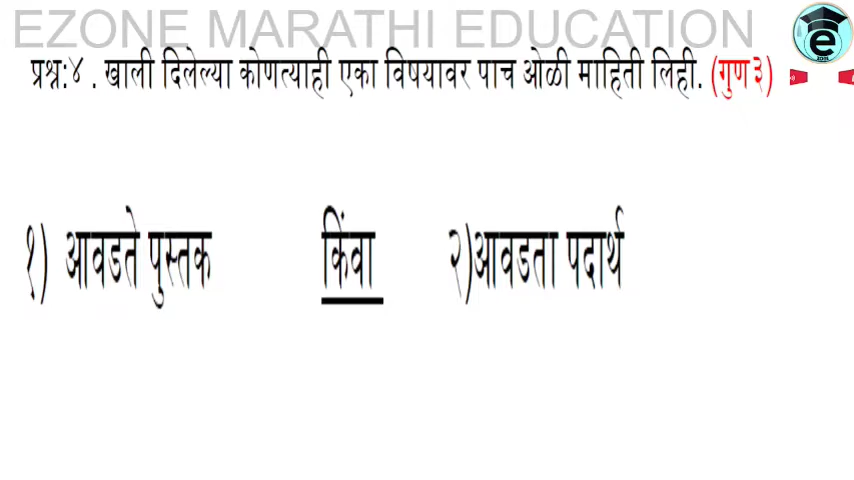 EZONE MARATHI EDUCATION
प्रश्न:४ . खाली दिलेल्या कोणत्याही एका विषयावर पाच ओळी माहिती लिही. (गुण ३)
१) आवडते पुस्तक किंवा २)आवडता पदार्थ